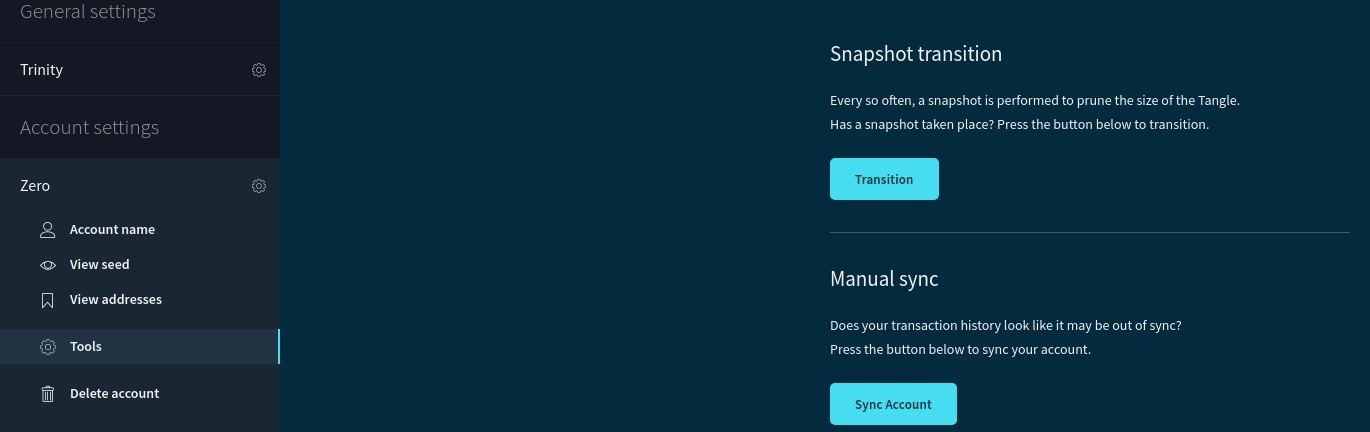 General settings
Trinity
Account settings
Zero
Account name
View seed
View addresses
Tools
Delete account
Snapshot transition
Every so often, a snapshot is performed to prune the size of the Tangle.
Has a snapshot taken place? Press the button below to transition.
Transition
Manual sync
Does your transaction history look like it may be out of sync?
Press the button below to sync your account.
Sync Account